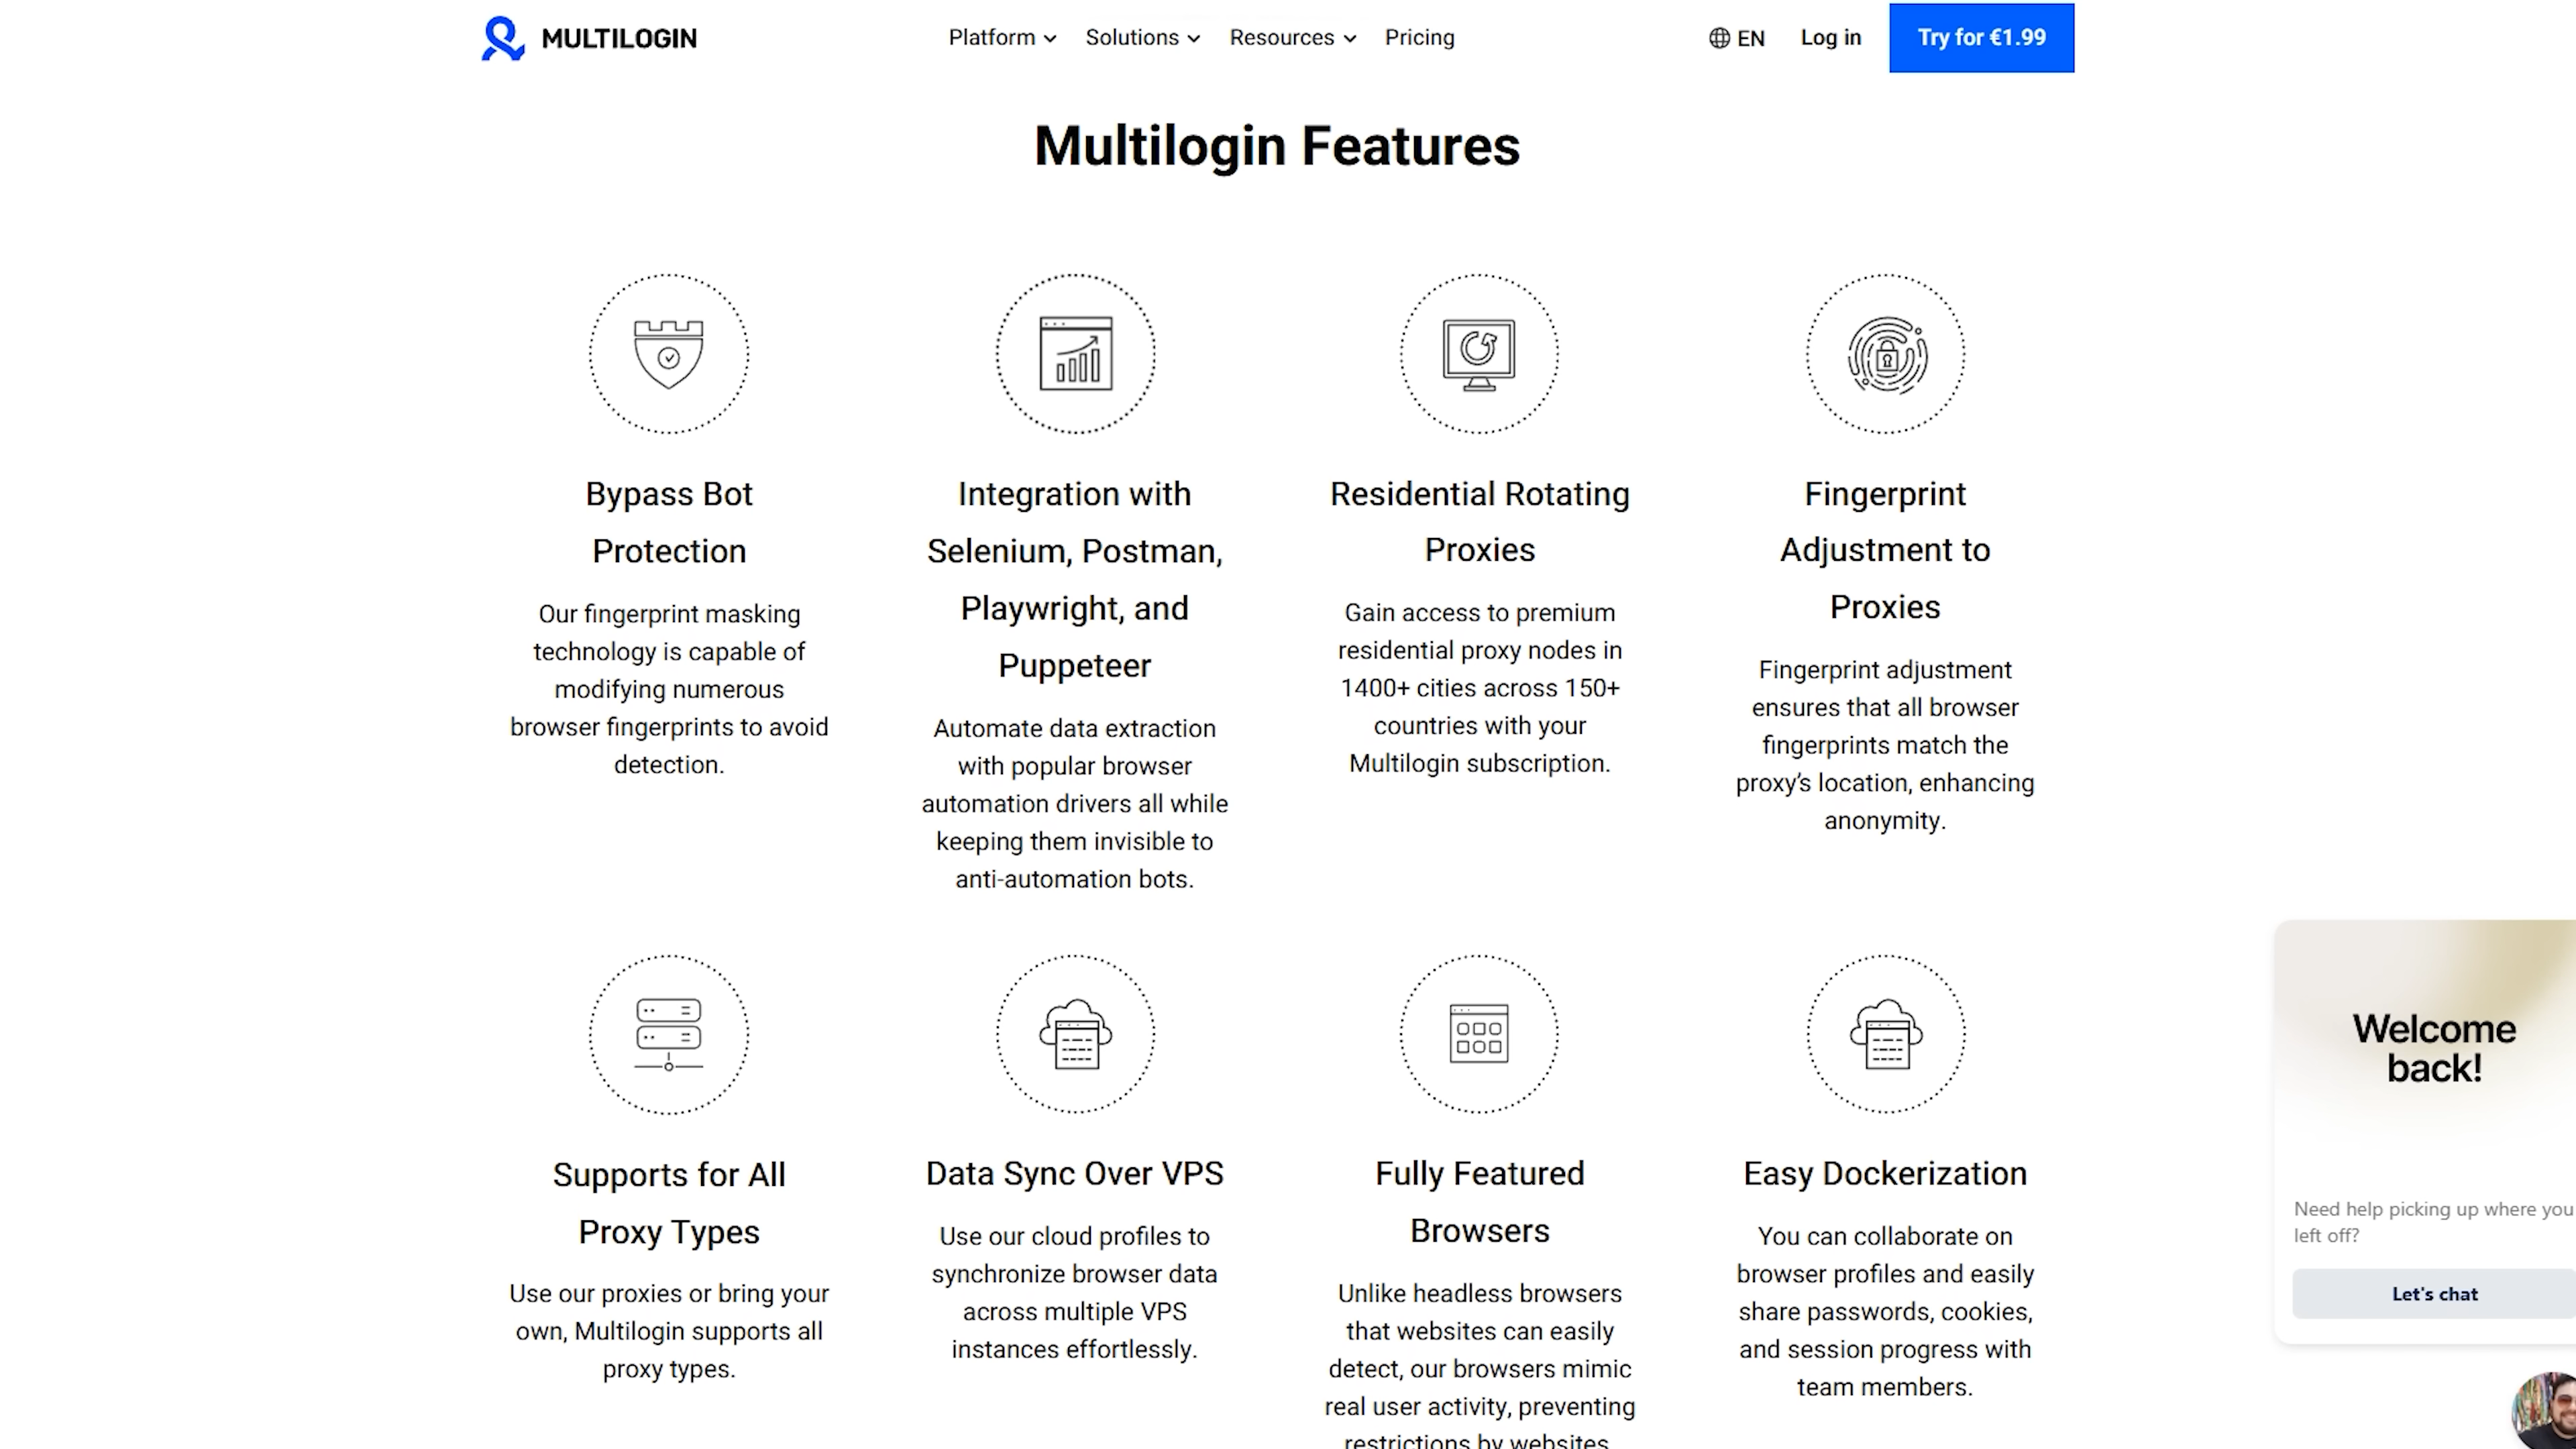 MULTILOGIN
Platform
Solutions
Resources
Pricing
EN
Log in
Try for €1.99
Multilogin Features
Bypass Bot
Protection
Our fingerprint masking
technology is capable of
modifying numerous
browser fingerprints to avoid
detection.
Integration with
Selenium, Postman,
Playwright, and
Puppeteer
Automate data extraction
with popular browser
automation drivers all while
keeping them invisible to
anti-automation bots.
Residential Rotating
Proxies
Gain access to premium
residential proxy nodes in
1400+ cities across 150+
countries with your
Multilogin subscription.
Fingerprint
Adjustment to
Proxies
Fingerprint adjustment
ensures that all browser
fingerprints match the
proxy’s location, enhancing
anonymity.
Supports for All
Proxy Types
Use our proxies or bring your
own, Multilogin supports all
proxy types.
Data Sync Over VPS
Use our cloud profiles to
synchronize browser data
across multiple VPS
instances effortlessly.
Fully Featured
Browsers
Unlike headless browsers
that websites can easily
detect, our browsers mimic
real user activity, preventing
restrictions by websites
Easy Dockerization
You can collaborate on
browser profiles and easily
share passwords, cookies,
and session progress with
team members.
Welcome
back!
Need help picking up where you
left off?
Let's chat